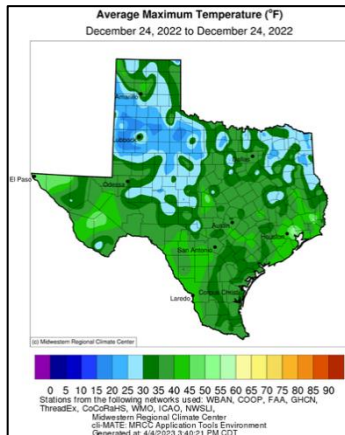 Average Maximum Temperature (°F)
December 24, 2022 to December 24, 2022
Amarillo
Lubbock
Dallas
El Paso
Odessa
Austin
Houston
San Antonio
Corpus Christi
Laredo
(c) Midwestern Regional Climate Center
0 5 10 15 20 25 30 35 40 45 50 55 60 65 70 75 80 85 90
Stations from the following networks used: WBAN, COOP, FAA, GHCN,
ThreadEx, CoCoRaHS, WMO, ICAO, NWSLI,
Midwestern Regional Climate Center
cli-MATE: MRCC Application Tools Environment
Generated at: 4/4/2023 3:40:21 PM CDT